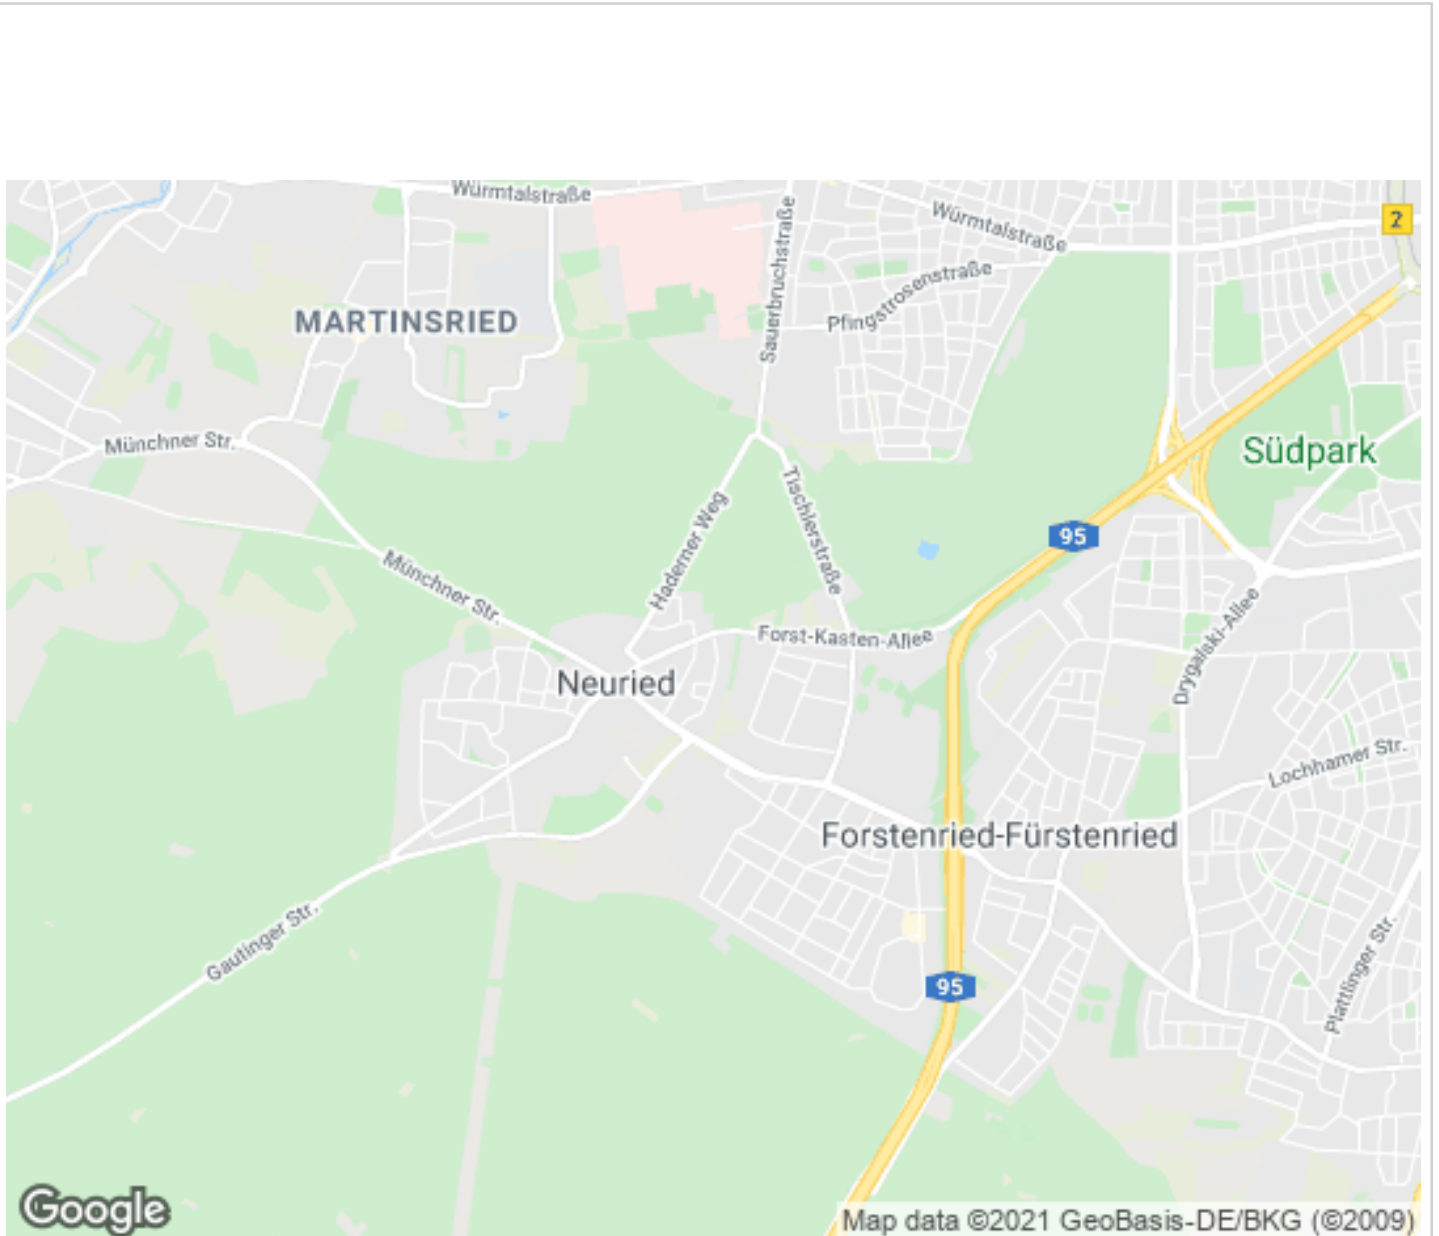 Würmtalstraße
Würmtalstraße
2
Sauerbruchstraße
Pfingstrosenstraße
MARTINSRIED
Münchner Str.
Südpark
Haderner Weg
Tischlerstraße
95
Münchner Str.
Forst-Kasten-Allee
Drygalski-Allee
Neuried
Lochhamer Str.
Forstenried-Fürstenried
Gautinger Str.
Plattlinger Str.
95
Google
Map data ©2021 GeoBasis-DE/BKG (©2009)